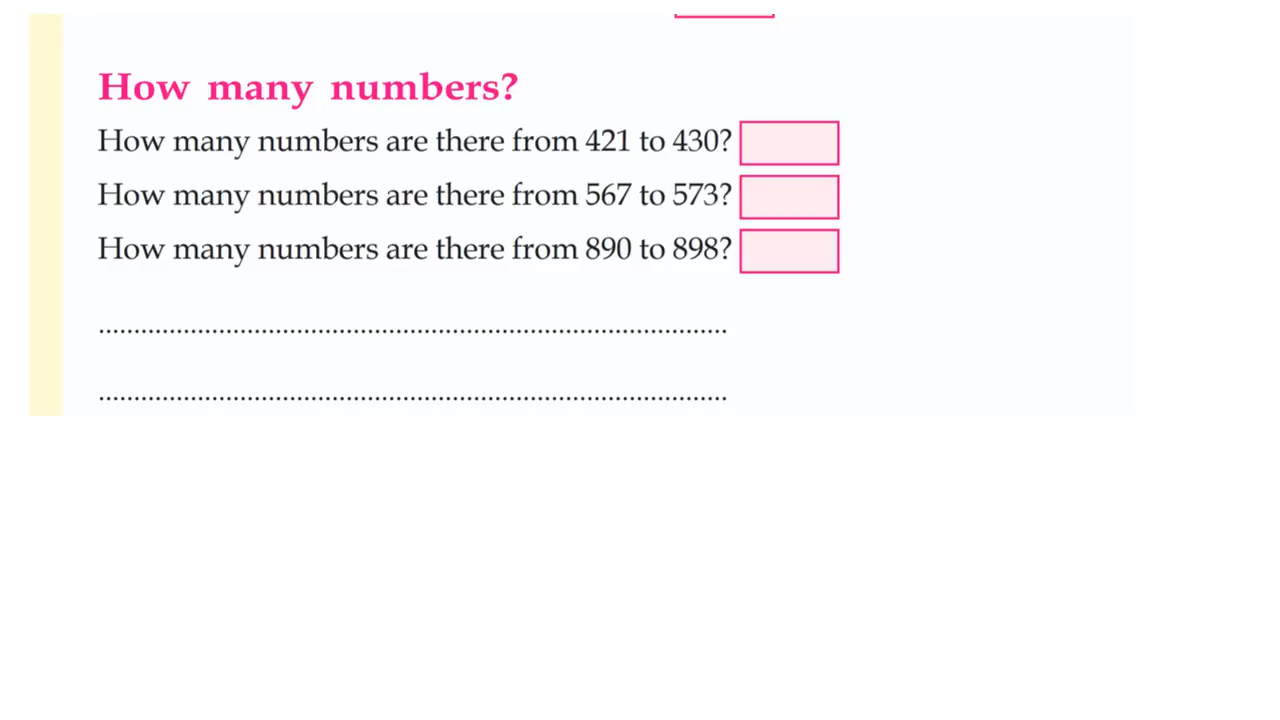 How many numbers?
How many numbers are there from 421 to 430?
How many numbers are there from 567 to 573?
How many numbers are there from 890 to 898?
..........................................................................................
..........................................................................................